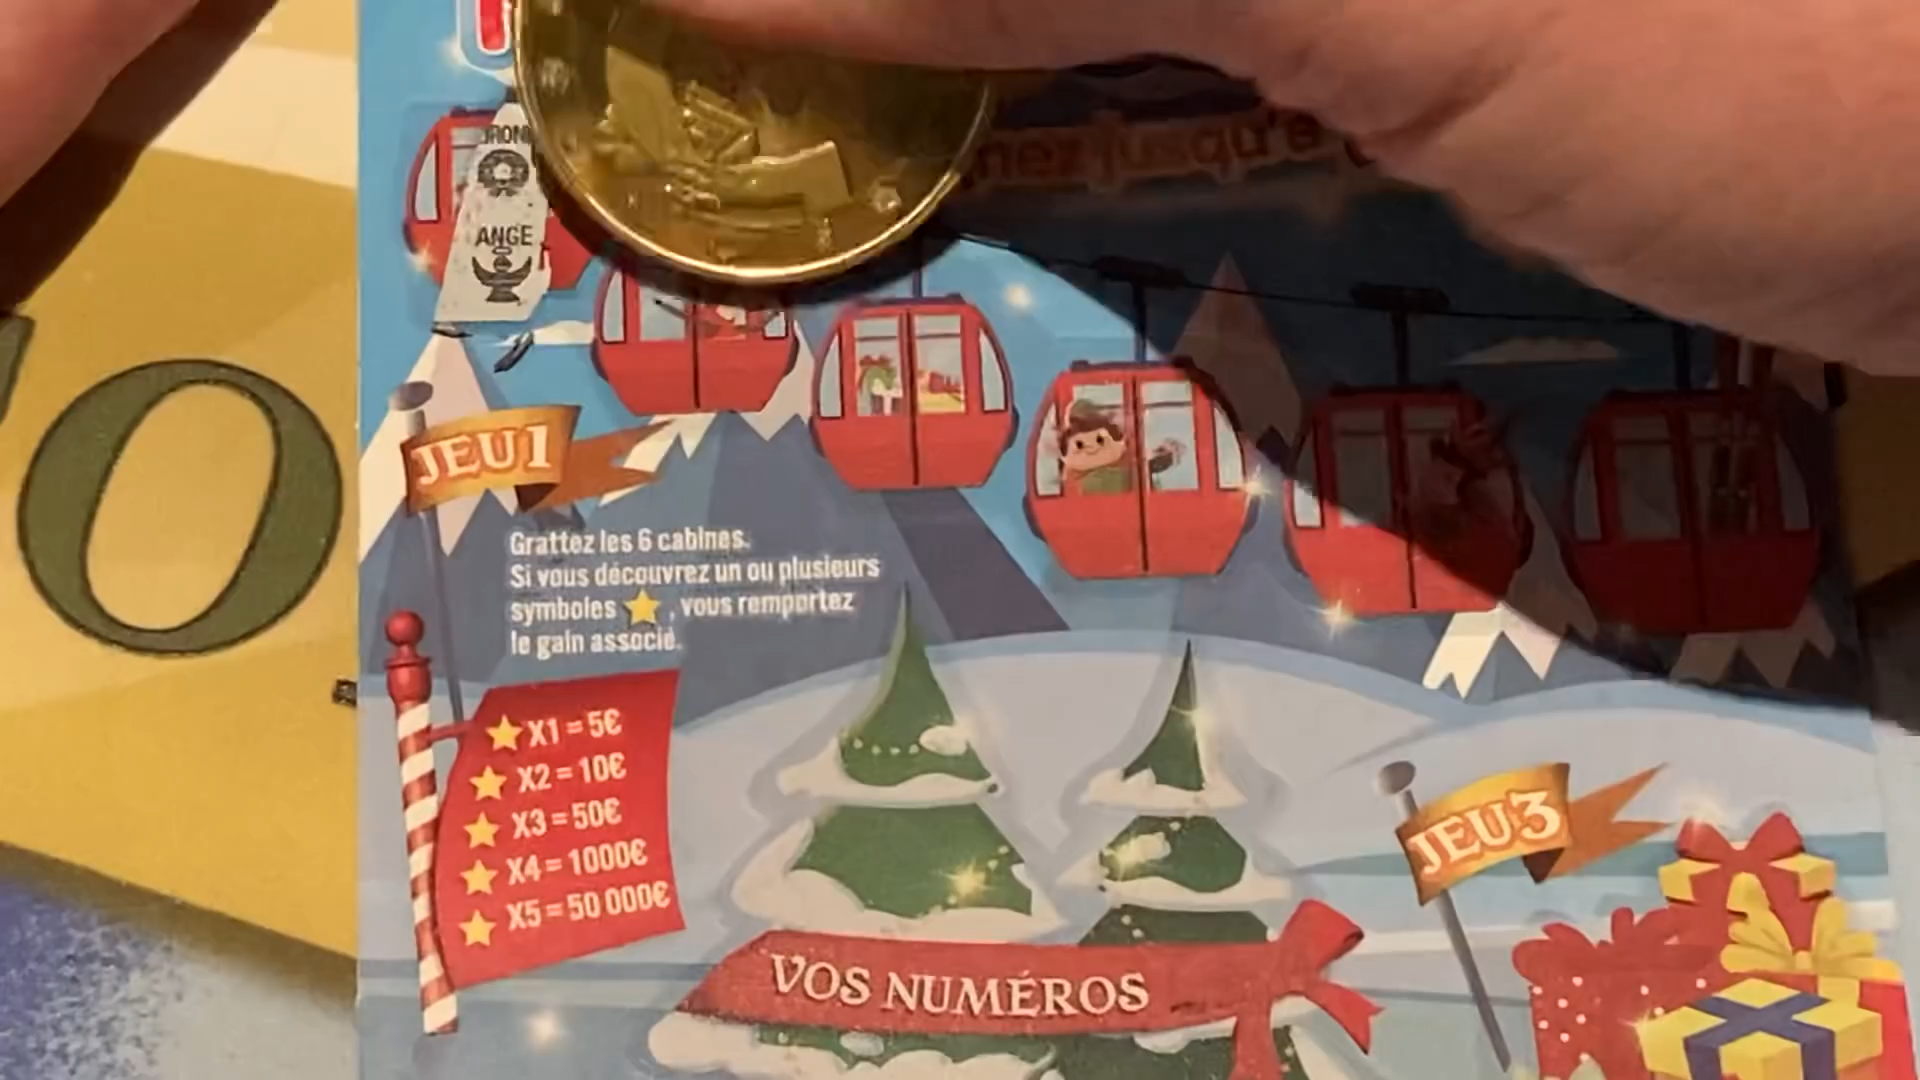 ANGE
JEU1
Grattez les 6 cabines.
Si vous découvrez un ou plusieurs
symboles , vous remportez
le gain associé.
X1 = 5€
X2 = 10€
X3 = 50€
X4 = 1000€
X5 = 50 000€
JEU3
VOS NUMÉROS